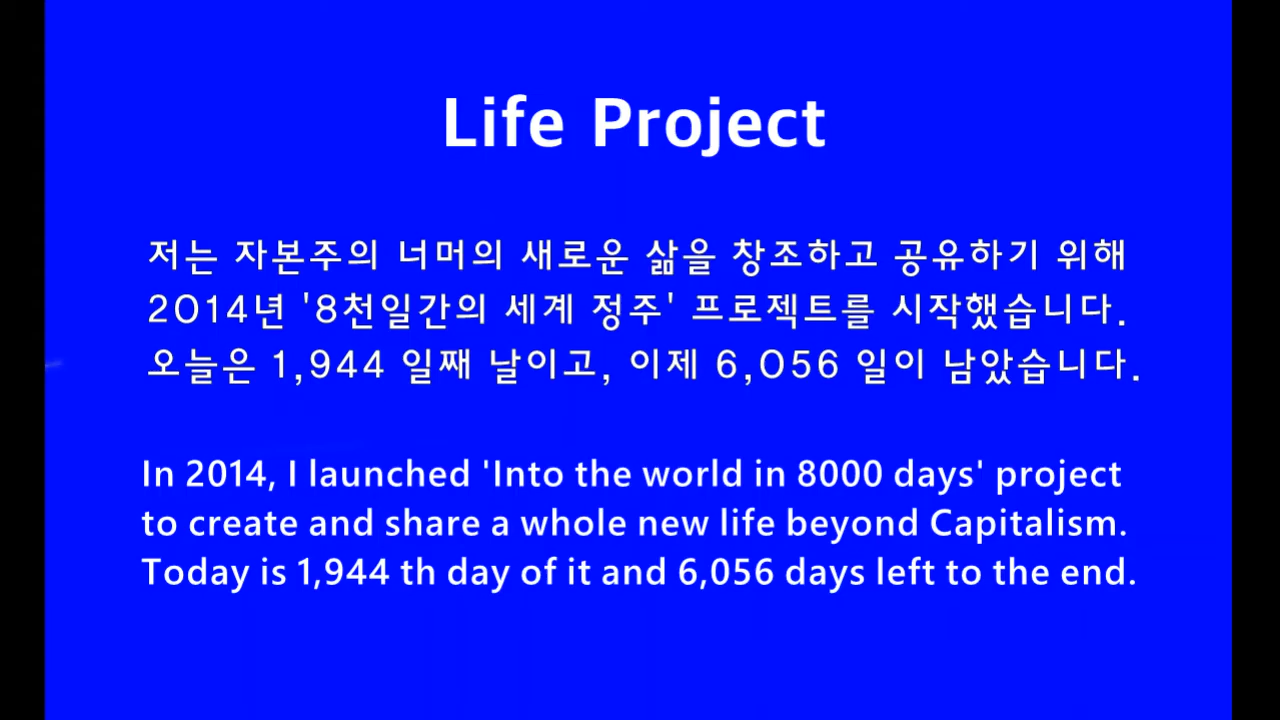 Life Project
저는 자본주의 너머의 새로운 삶을 창조하고 공유하기 위해
2014년 '8천일간의 세계 정주' 프로젝트를 시작했습니다.
오늘은 1,944 일째 날이고, 이제 6,056 일이 남았습니다.
In 2014, I launched 'Into the world in 8000 days' project
to create and share a whole new life beyond Capitalism.
Today is 1,944 th day of it and 6,056 days left to the end.